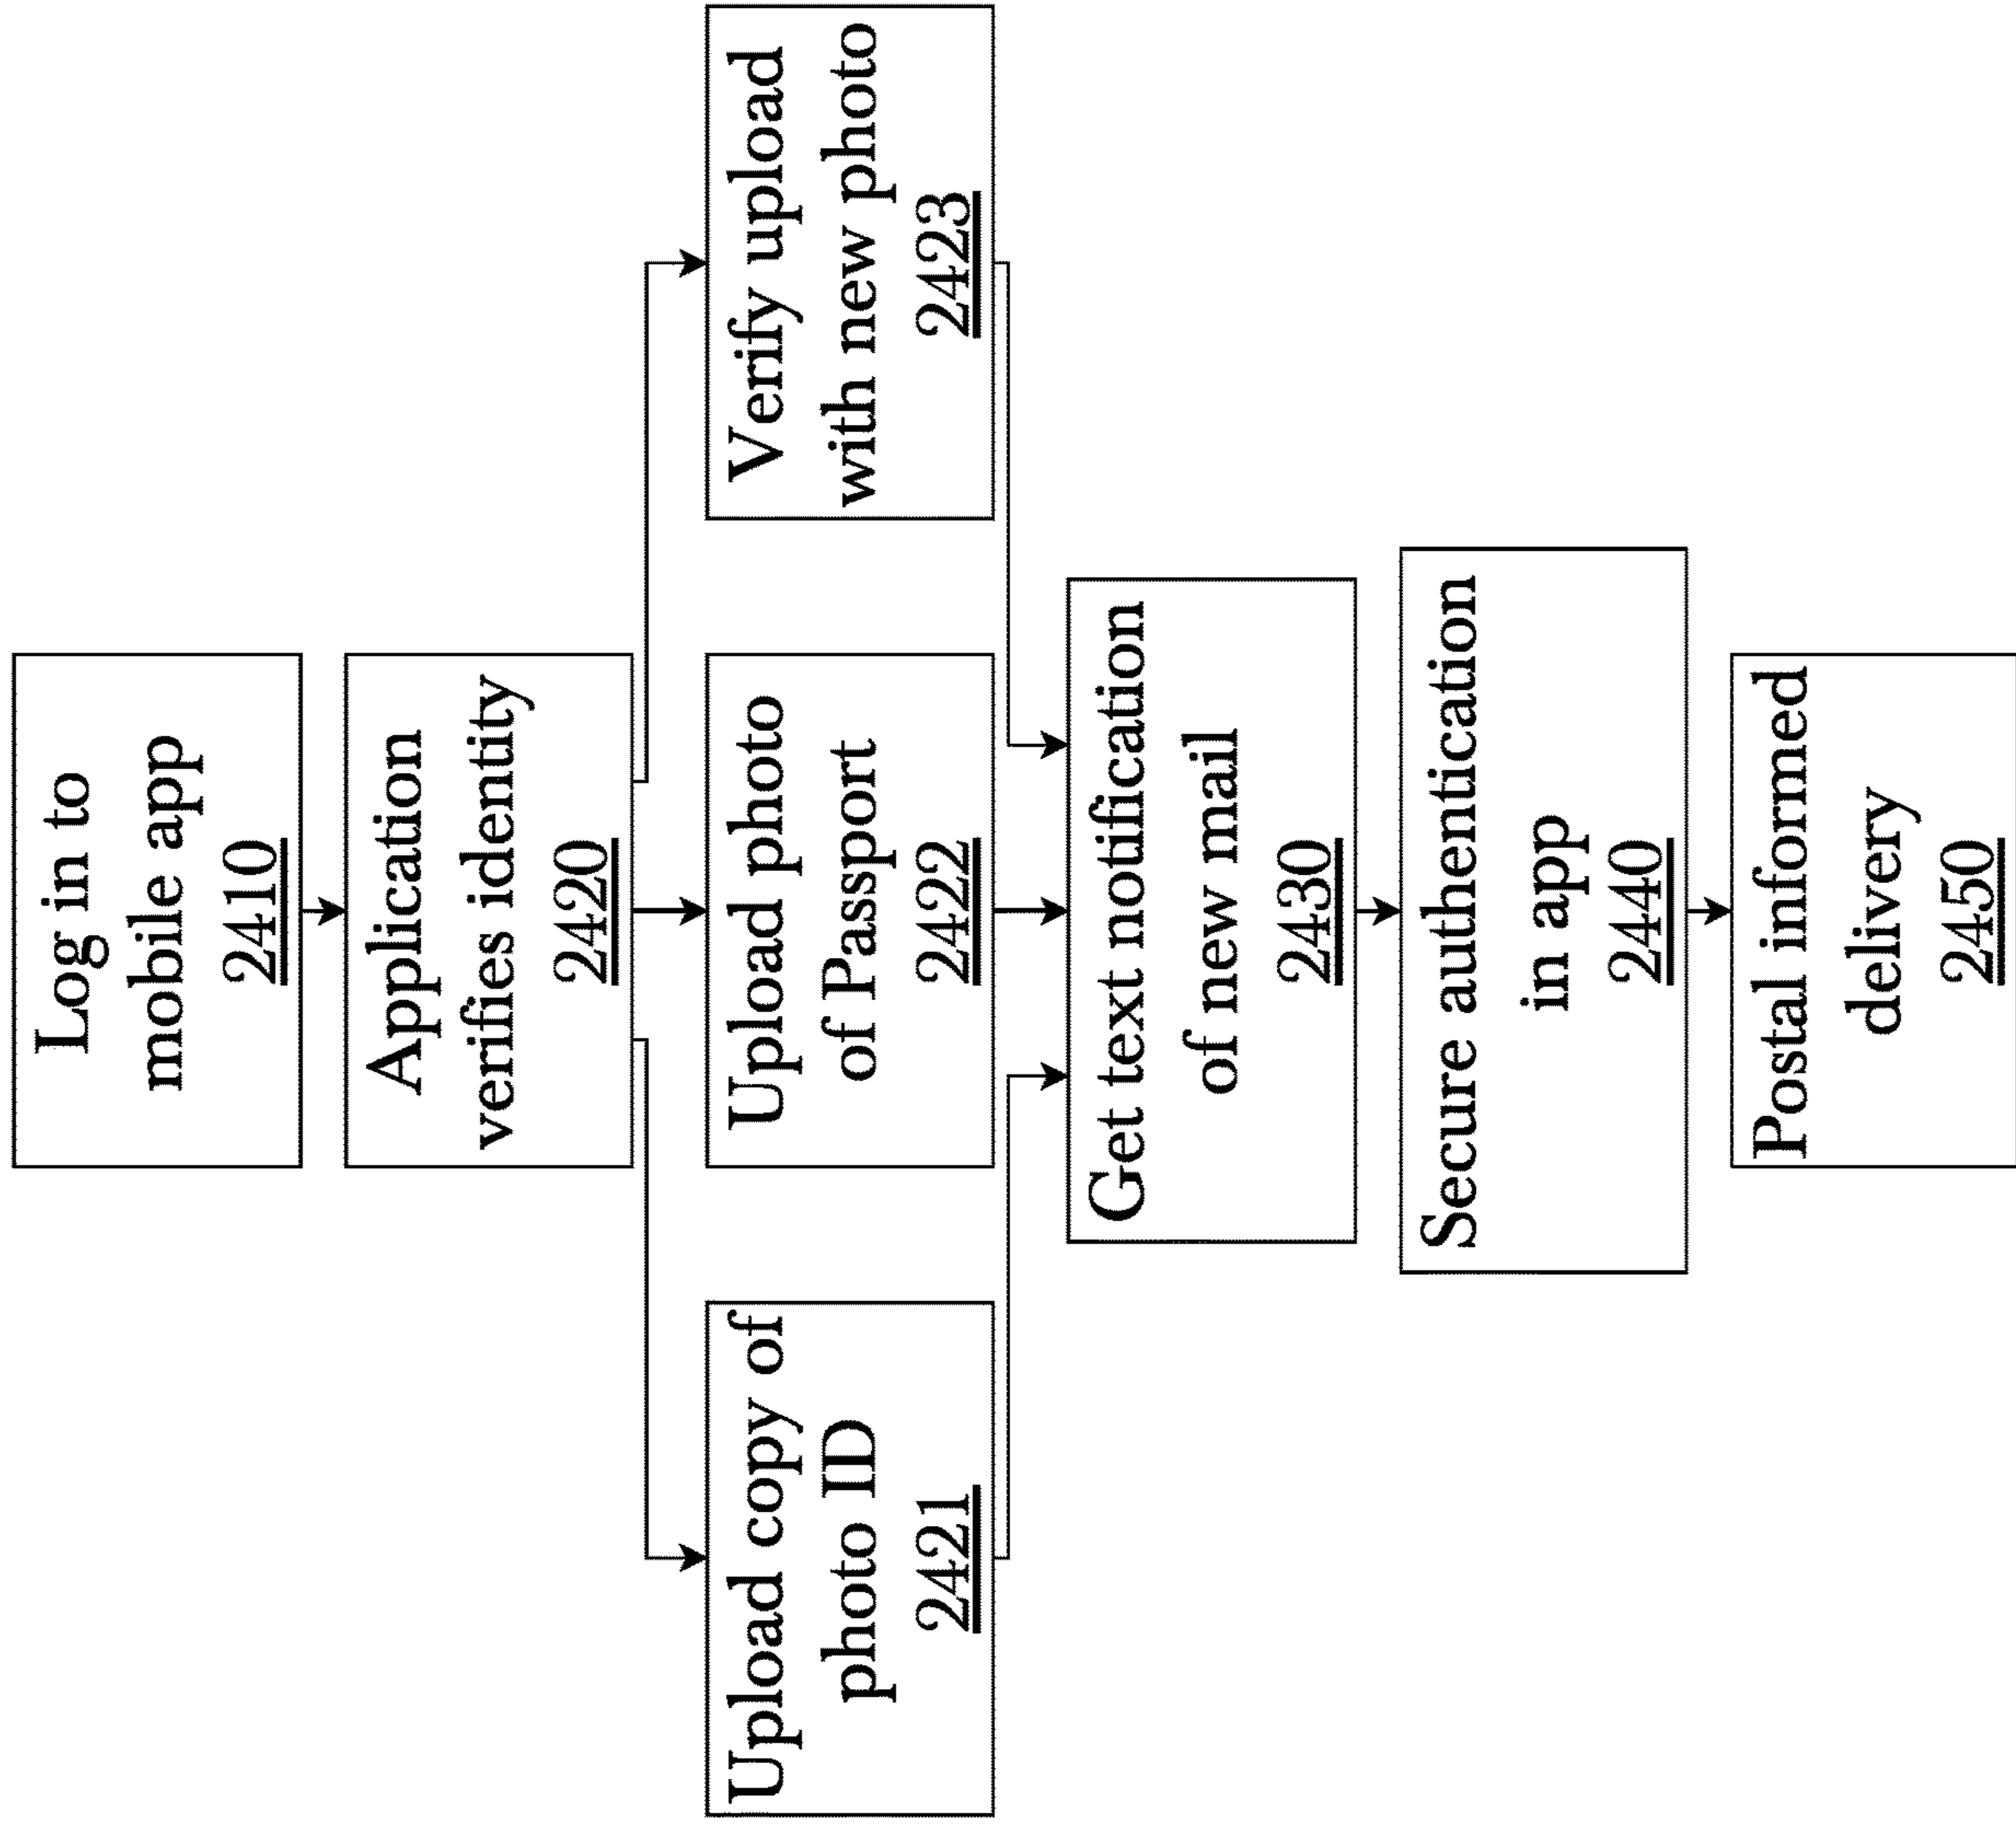 Log in to
mobile app
2410
Application
verifies identity
2420
Upload copy of
photo ID
2421
Upload photo
of Passport
2422
Verify upload
with new photo
2423
Get text notification
of new mail
2430
Secure authentication
in app
2440
Postal informed
delivery
2450